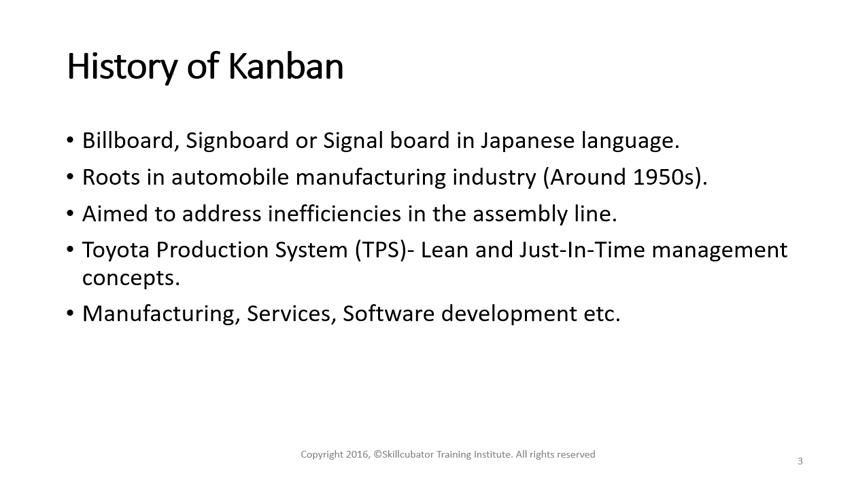 History of Kanban
• Billboard, Signboard or Signal board in Japanese language.
• Roots in automobile manufacturing industry (Around 1950s).
• Aimed to address inefficiencies in the assembly line.
• Toyota Production System (TPS)- Lean and Just-In-Time management
concepts.
• Manufacturing, Services, Software development etc.
Copyright 2016, ©Skillcubator Training Institute. All rights reserved
3